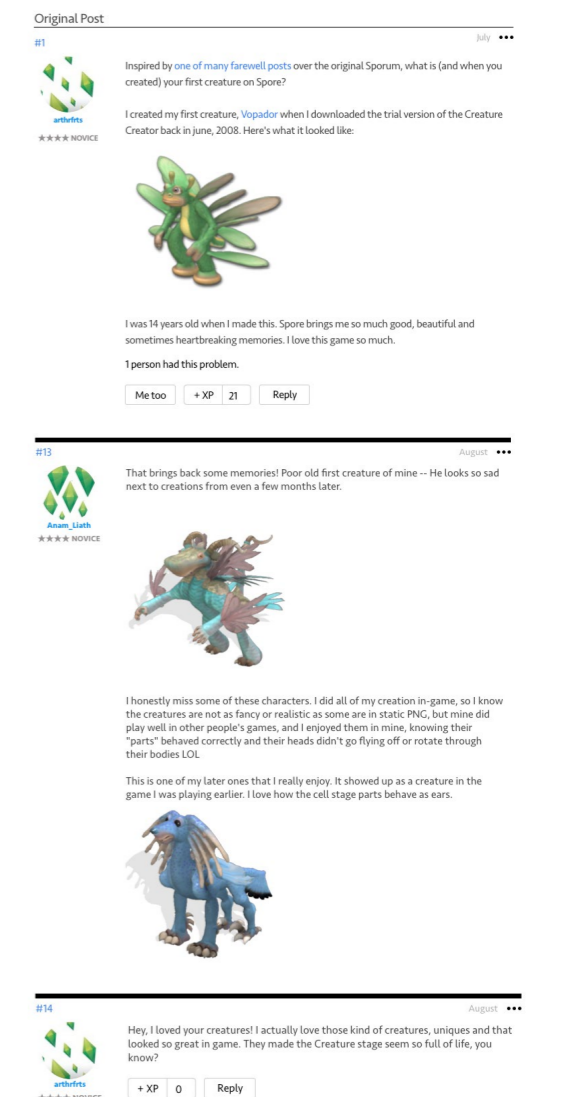 Original Post
#1
July
Inspired by one of many farewell posts over the original Sporum, what is (and when you
created) your first creature on Spore?
arthrfrts
★★★★ NOVICE
I created my first creature, Vopador when I downloaded the trial version of the Creature
Creator back in june, 2008. Here's what it looked like:
I was 14 years old when I made this. Spore brings me so much good, beautiful and
sometimes heartbreaking memories. I love this game so much.
1 person had this problem.
Me too
+ XP 21
Reply
#13
August
That brings back some memories! Poor old first creature of mine -- He looks so sad
next to creations from even a few months later.
Anam_Liath
★★★★ NOVICE
I honestly miss some of these characters. I did all of my creation in-game, so I know
the creatures are not as fancy or realistic as some are in static PNG, but mine did
play well in other people's games, and I enjoyed them in mine, knowing their
"parts" behaved correctly and their heads didn't go flying off or rotate through
their bodies LOL
This is one of my later ones that I really enjoy. It showed up as a creature in the
game I was playing earlier. I love how the cell stage parts behave as ears.
#14
August
Hey, I loved your creatures! I actually love those kind of creatures, uniques and that
looked so great in game. They made the Creature stage seem so full of life, you
know?
arthrfrts
+ XP 0
Reply
★★★★ NOVICE